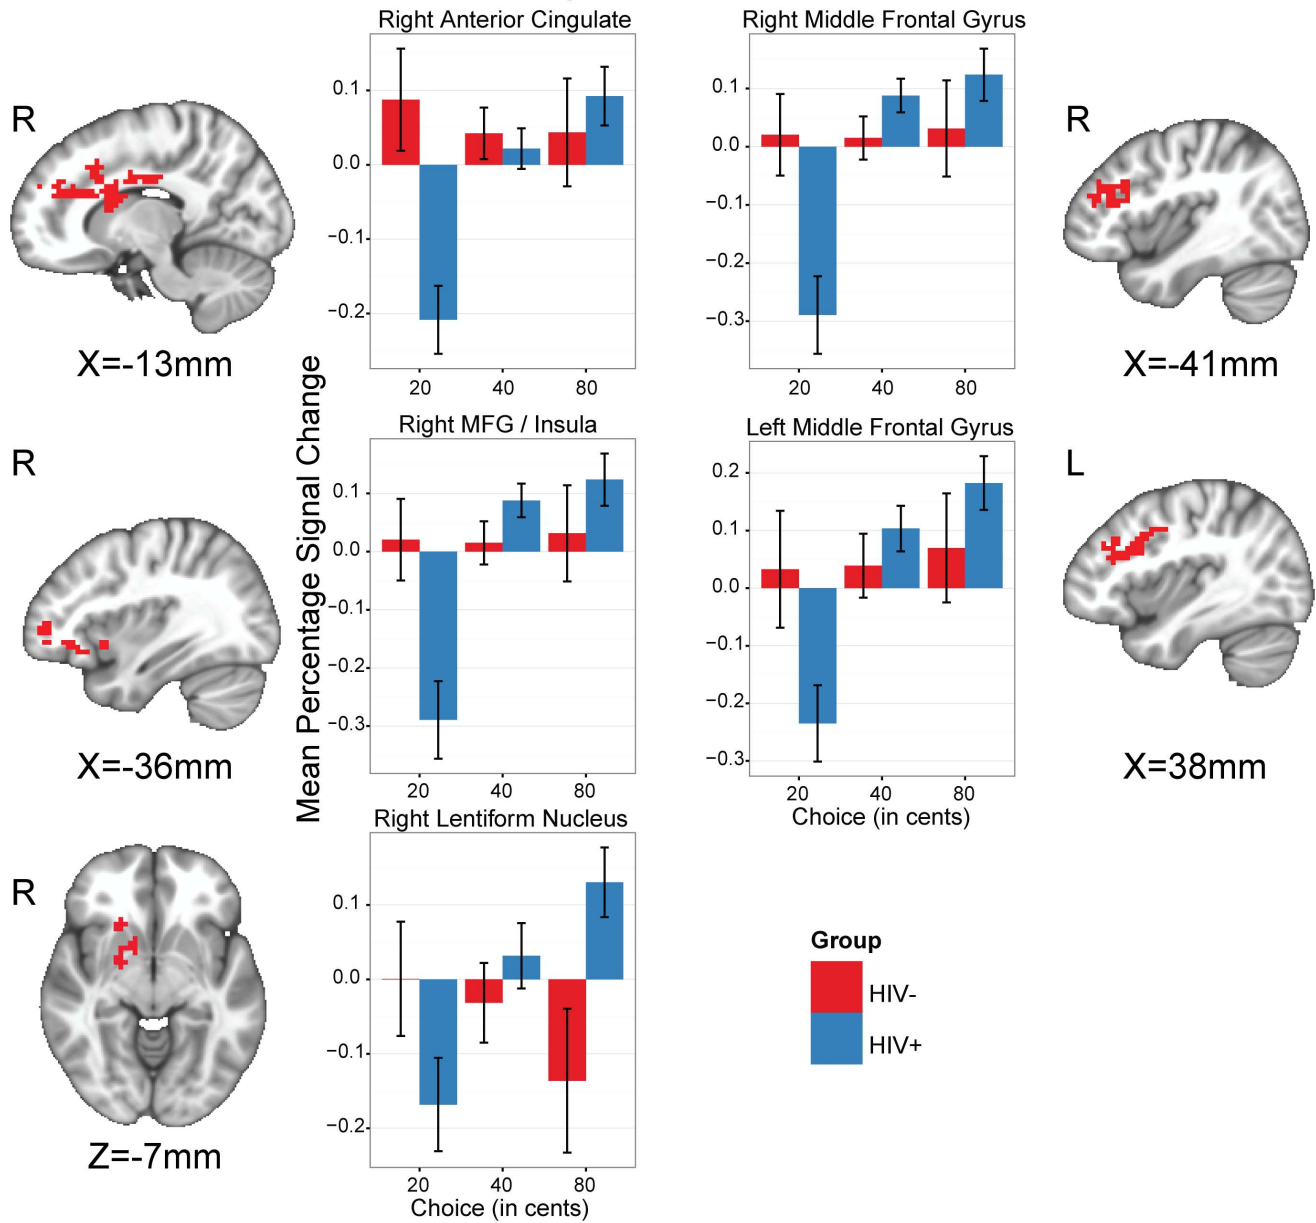 Right Anterior Cingulate
0.1
0.0
−0.1
−0.2
20 40 80
R
X=-13mm
Right Middle Frontal Gyrus
0.1
0.0
−0.1
−0.2
−0.3
20 40 80
R
X=-41mm
Mean Percentage Signal Change
Right MFG / Insula
0.1
0.0
−0.1
−0.2
−0.3
20 40 80
R
X=-36mm
Left Middle Frontal Gyrus
0.2
0.1
0.0
−0.1
−0.2
−0.3
20 40 80
Choice (in cents)
L
X=38mm
Right Lentiform Nucleus
0.1
0.0
−0.1
−0.2
20 40 80
Choice (in cents)
R
Z=-7mm
Group
HIV-
HIV+